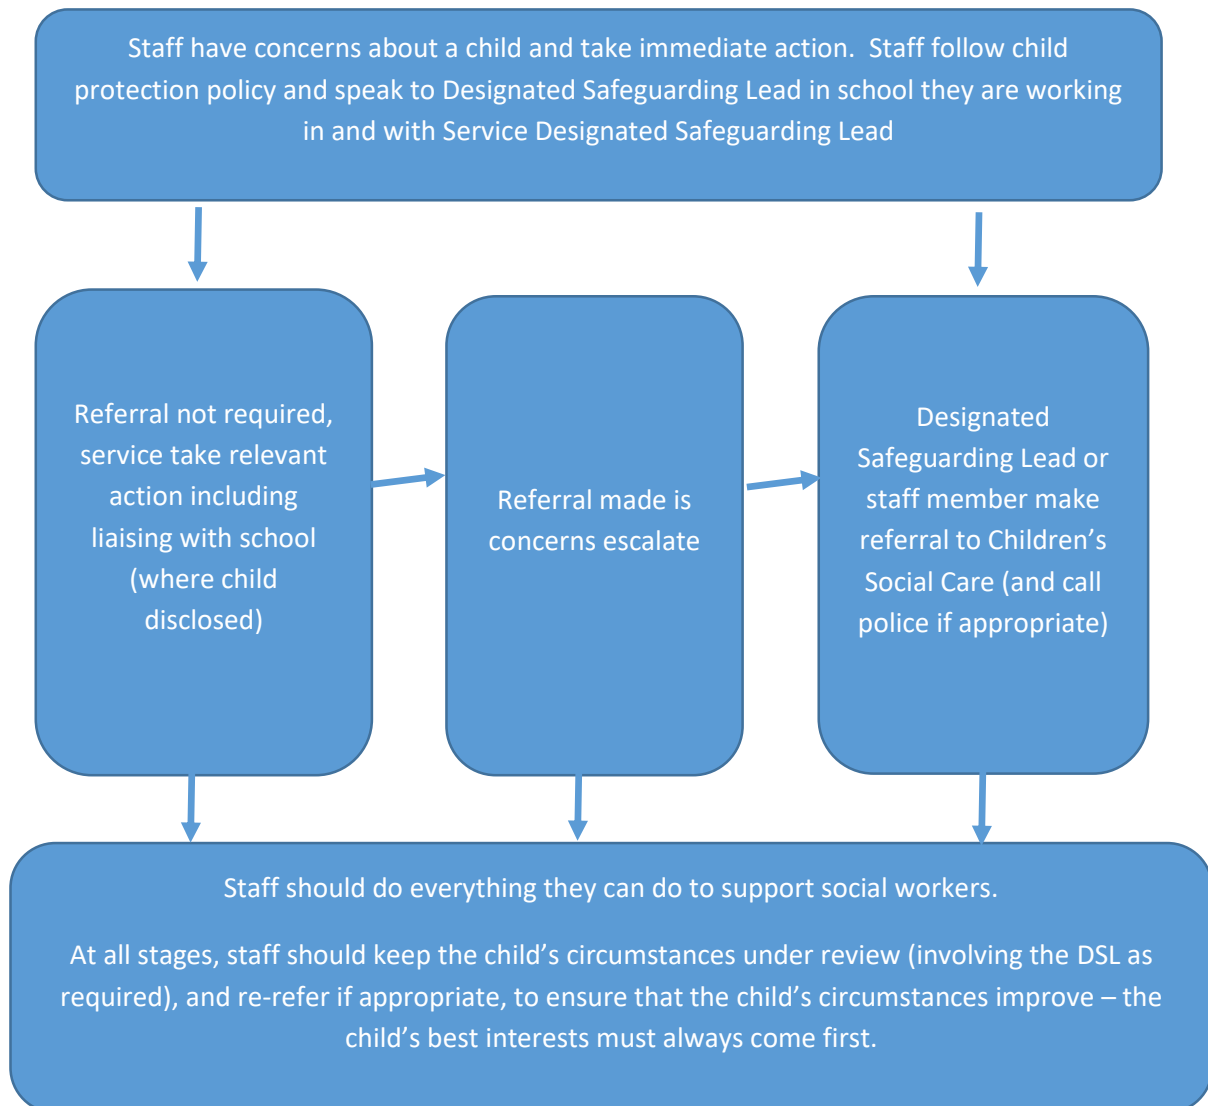 Staff have concerns about a child and take immediate action.  Staff follow child
protection policy and speak to Designated Safeguarding Lead in school they are working
in and with Service Designated Safeguarding Lead
Referral not required,
service take relevant
action including
liaising with school
(where child
disclosed)
Referral made is
concerns escalate
Designated
Safeguarding Lead or
staff member make
referral to Children’s
Social Care (and call
police if appropriate)
Staff should do everything they can do to support social workers.
At all stages, staff should keep the child’s circumstances under review (involving the DSL as
required), and re-refer if appropriate, to ensure that the child’s circumstances improve – the
child’s best interests must always come first.